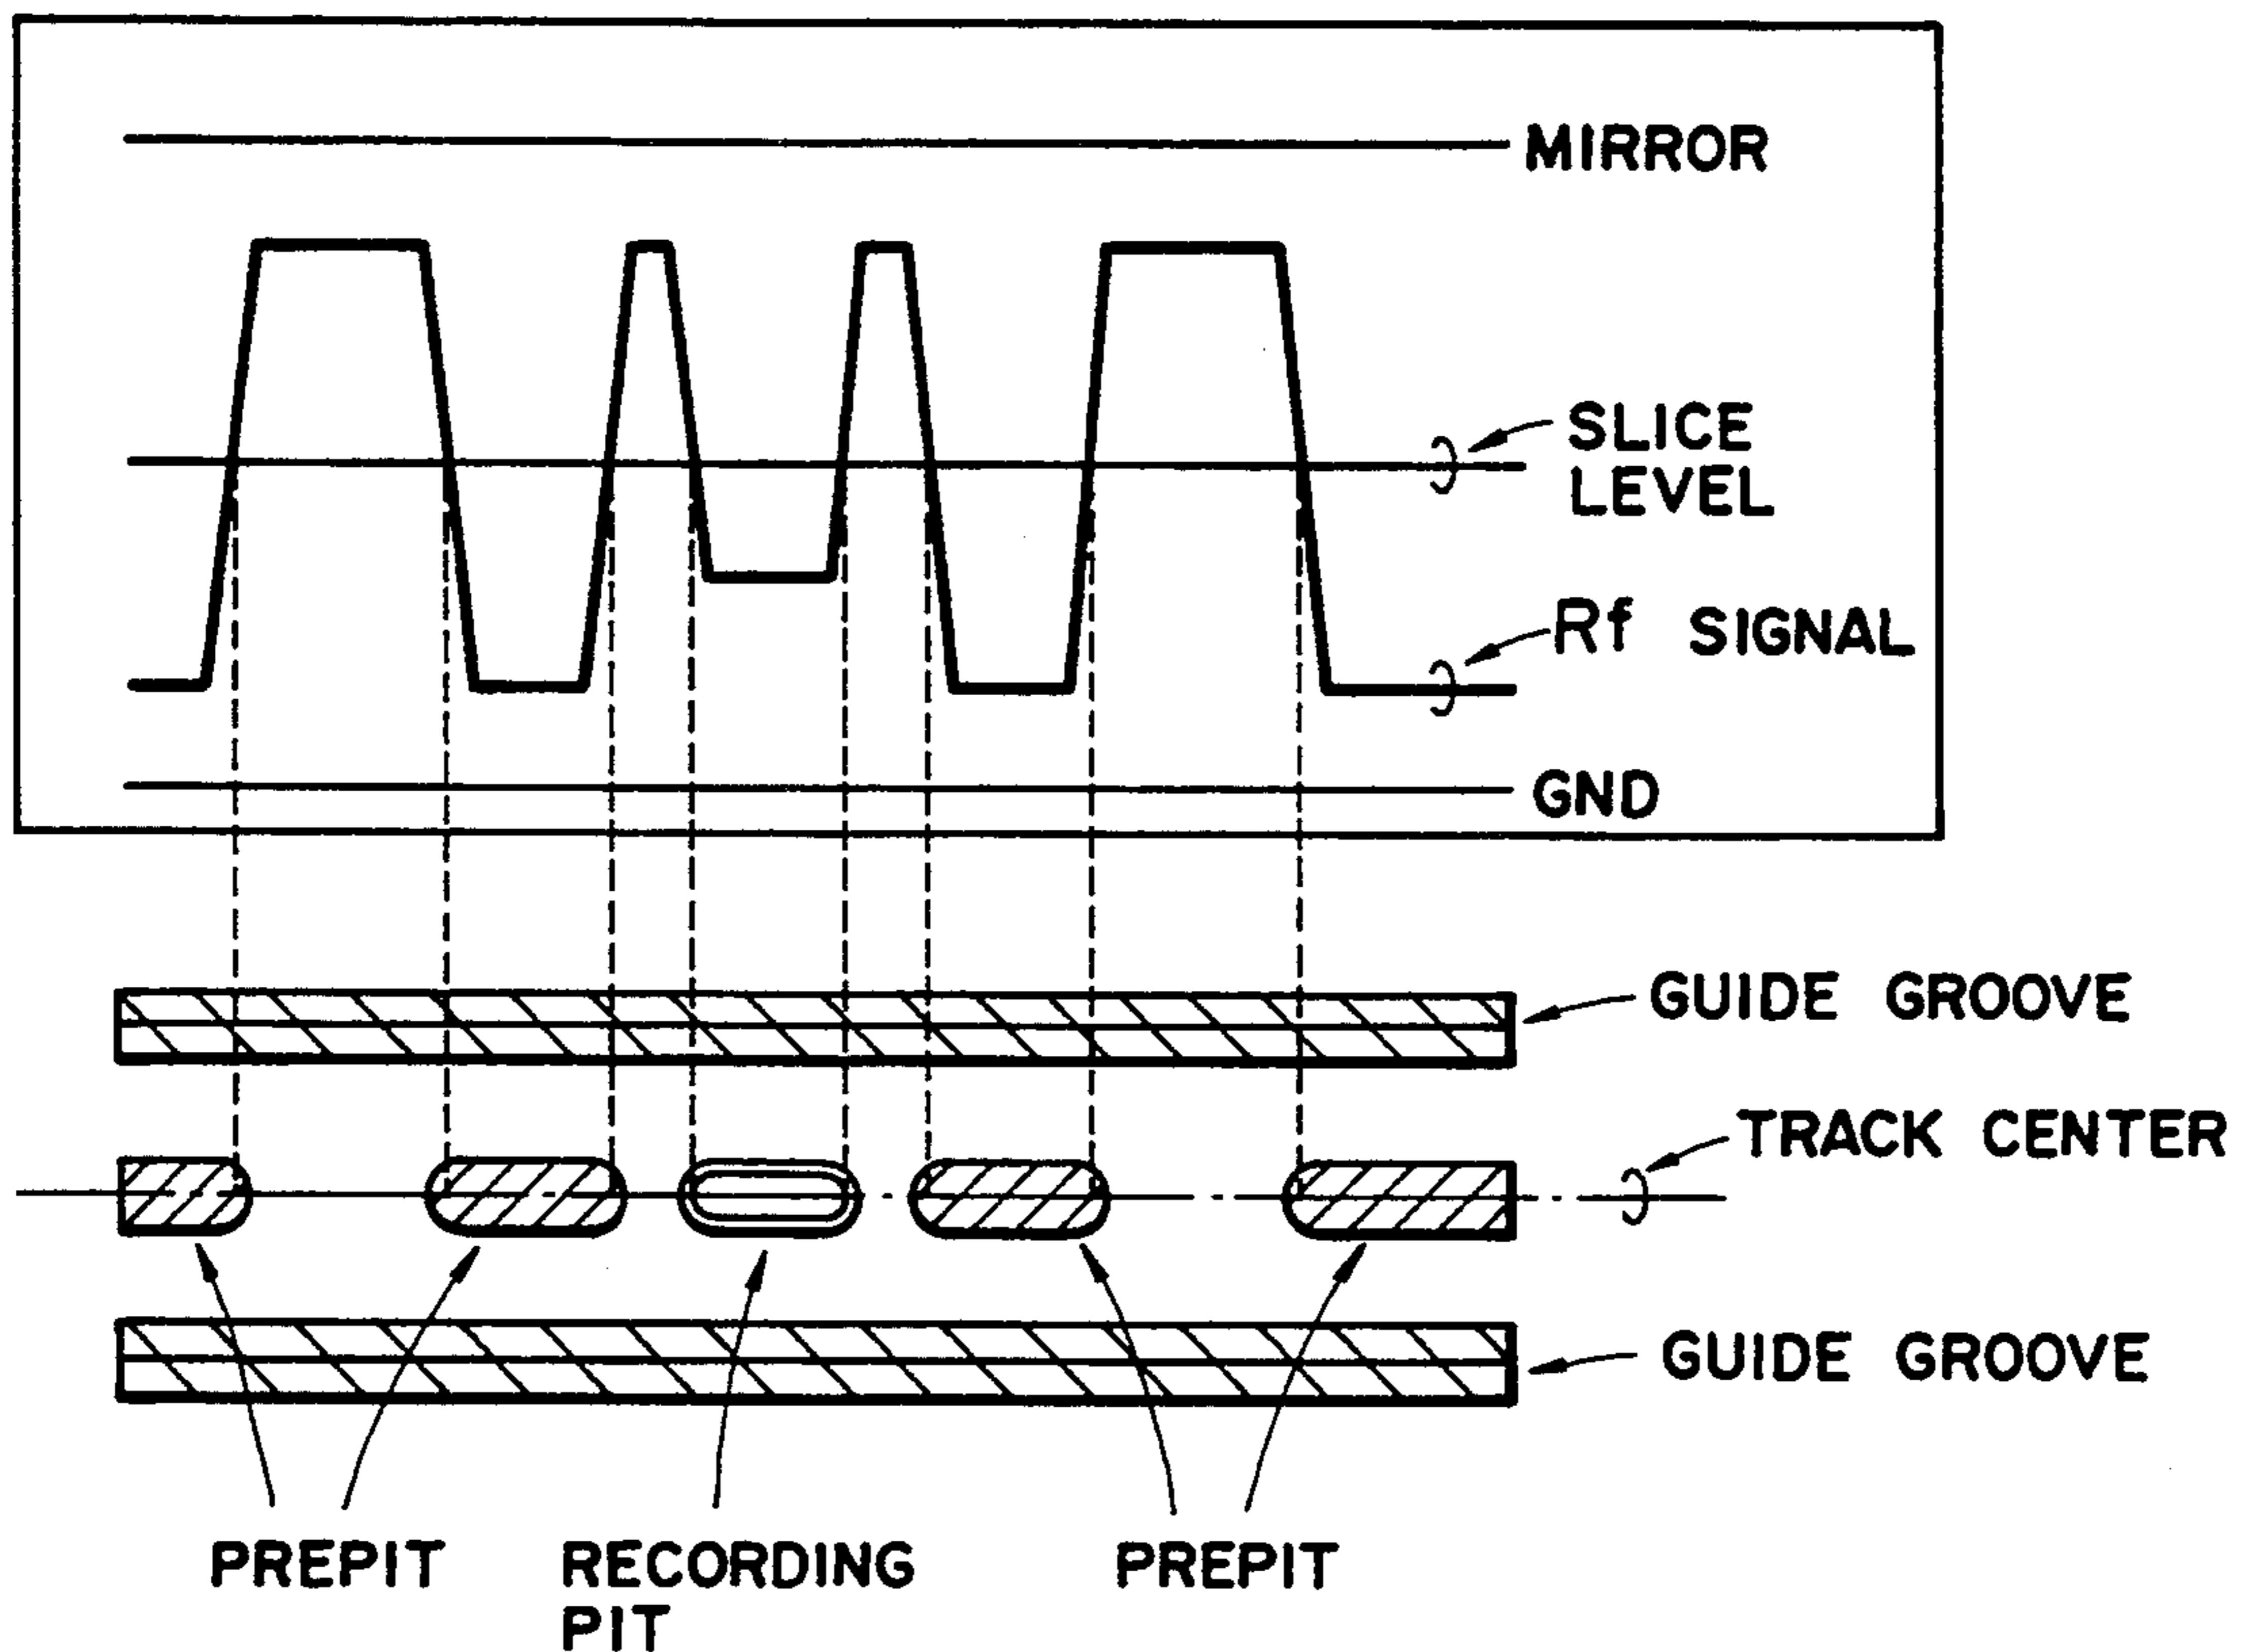 MIRROR
SLICE
LEVEL
Rf SIGNAL
GND
GUIDE GROOVE
TRACK CENTER
GUIDE GROOVE
PREPIT
RECORDING
PIT
PREPIT